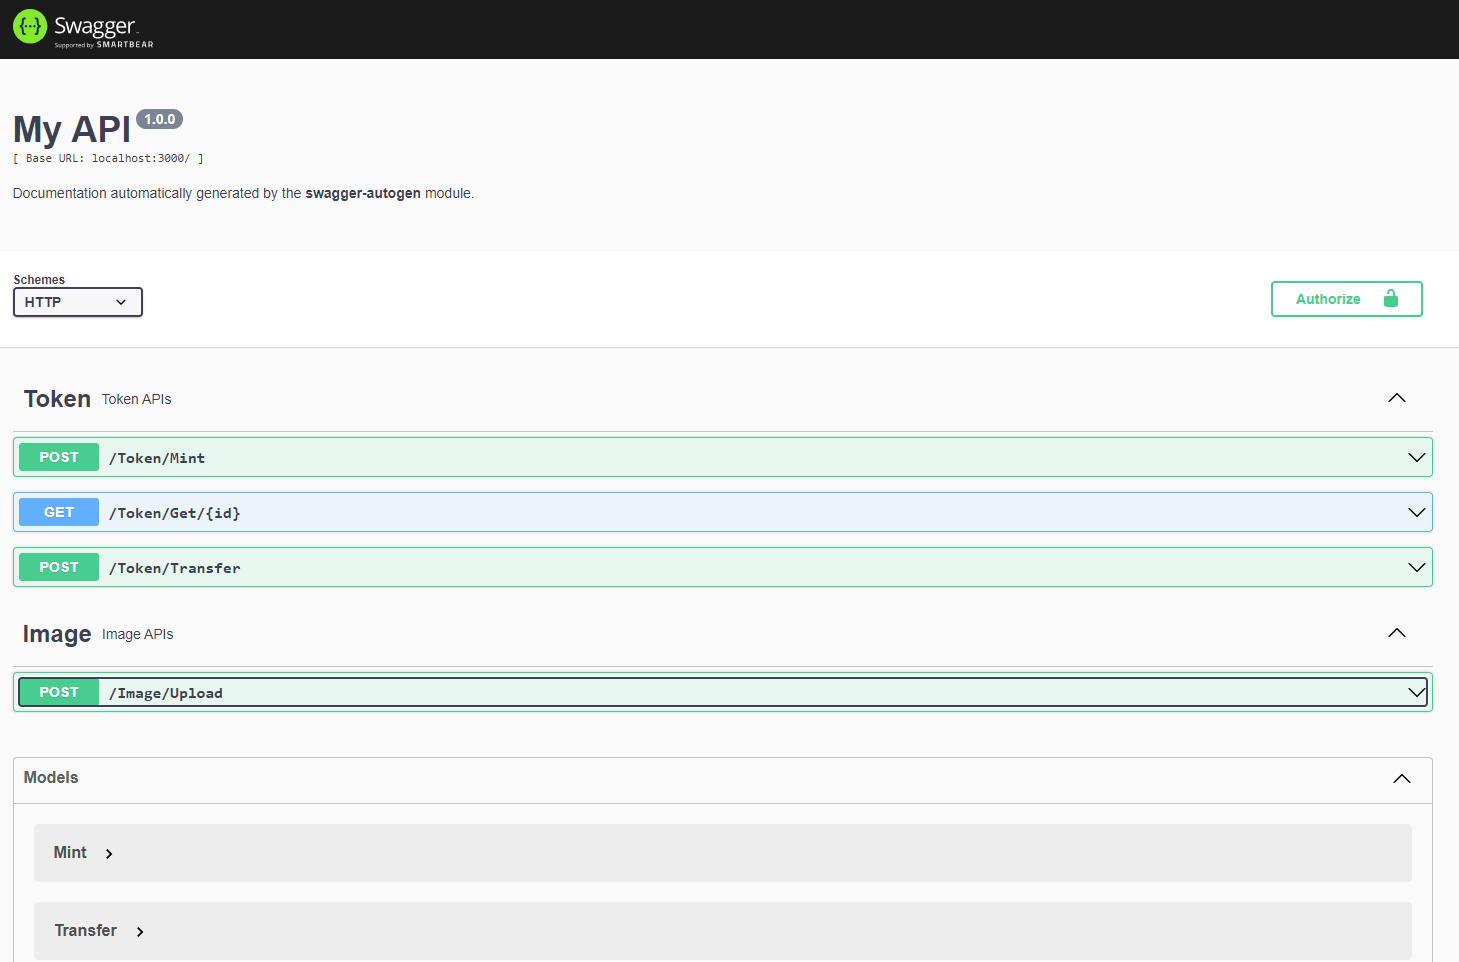 {···} Swagger
Supported by SMARTBEAR
My API 1.0.0
[ Base URL: localhost:3000/ ]
Documentation automatically generated by the swagger-autogen module.
Schemes
HTTP
Authorize
Token Token APIs
POST /Token/Mint
GET /Token/Get/{id}
POST /Token/Transfer
Image Image APIs
POST /Image/Upload
Models
Mint
Transfer